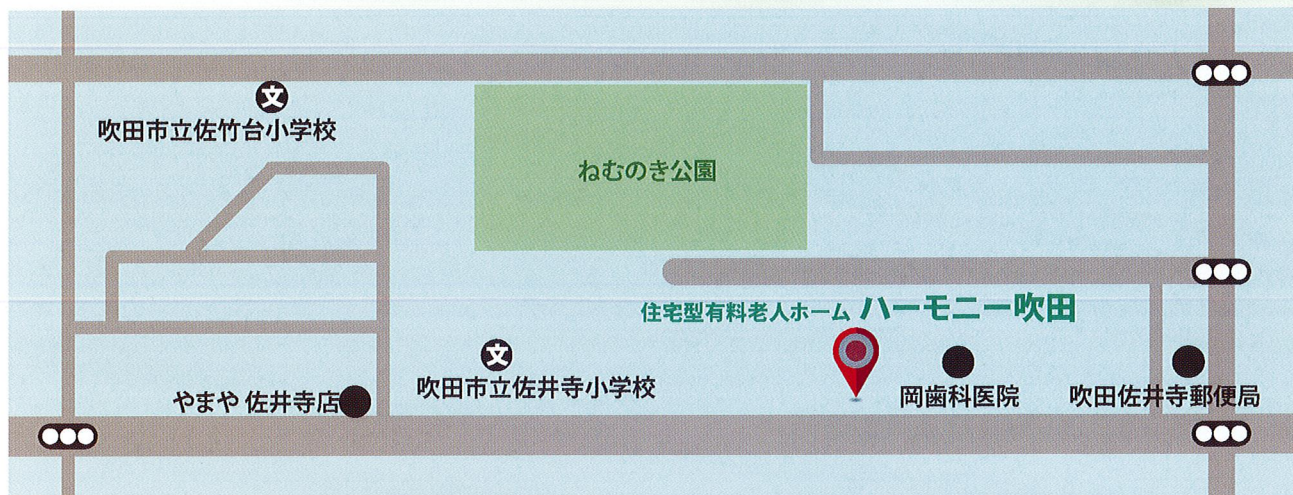 文
吹田市立佐竹台小学校
ねむのき公園
住宅型有料老人ホーム ハーモニー吹田
文
吹田市立佐井寺小学校
やまや 佐井寺店
岡歯科医院
吹田佐井寺郵便局